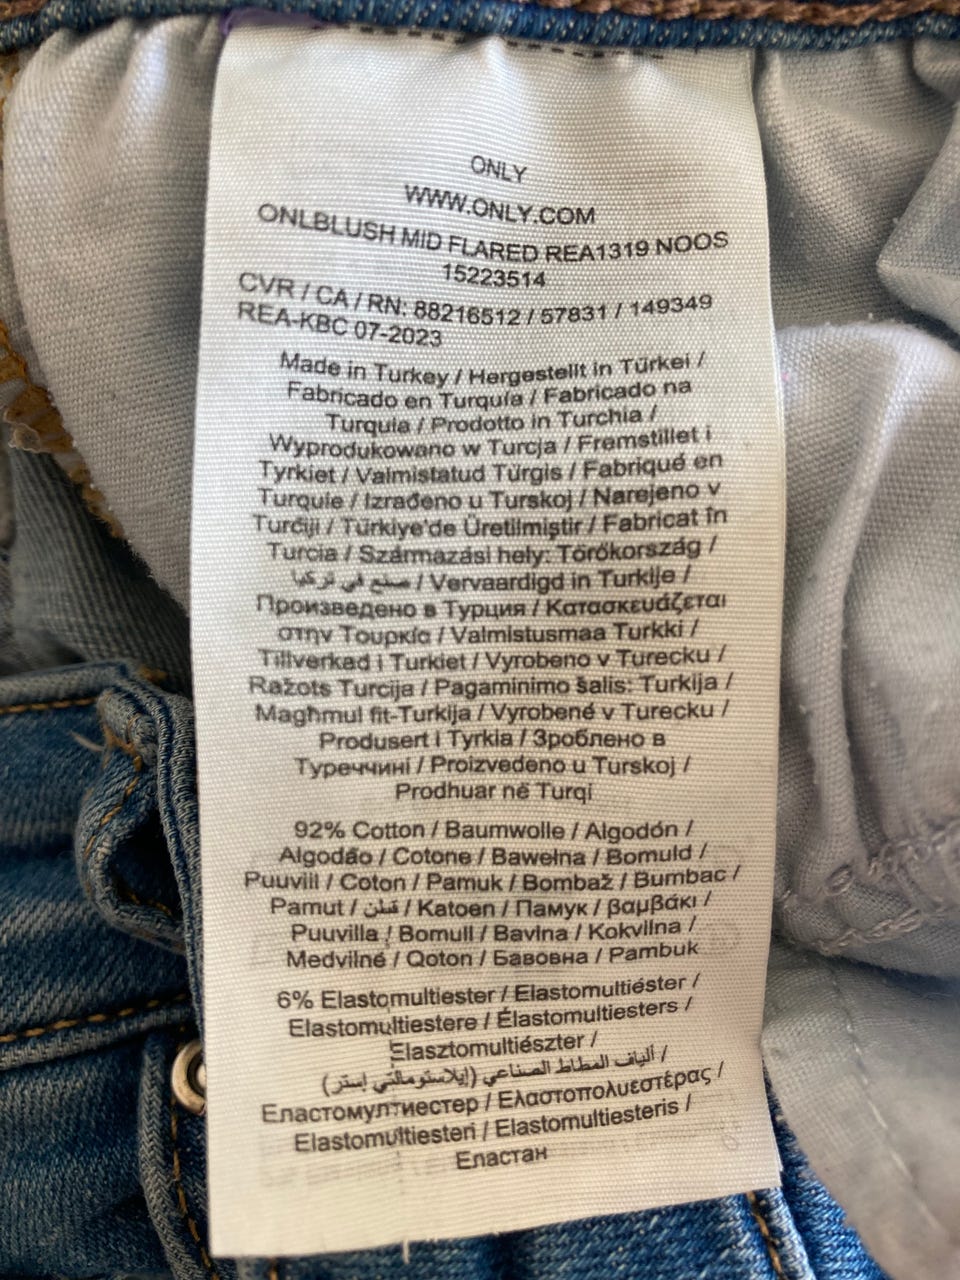 ONLY
WWW.ONLY.COM
ONLBLUSH MID FLARED REA1319 NOOS
15223514
CVR / CA / RN: 88216512 / 57831 / 149349
REA-KBC 07-2023
Made in Turkey / Hergestellt in Türkei /
Fabricado en Turquía / Fabricado na
Turquia / Prodotto in Turchia /
Wyprodukowano w Turcja / Fremstillet i
Tyrkiet / Valmistatud Türgis / Fabriqué en
Turquie / Izrađeno u Turskoj / Narejeno v
Turčiji / Türkiye'de Üretilmiştir / Fabricat în
Turcia / Származási hely: Törökország /
صنع في تركيا / Vervaardigd in Turkije /
Произведено в Турция / Κατασκευάζεται
στην Τουρκία / Valmistusmaa Turkki /
Tillverkad i Turkiet / Vyrobeno v Turecku /
Ražots Turcija / Pagaminimo šalis: Turkija /
Magħmul fit-Turkija / Vyrobené v Turecku /
Produsert i Tyrkia / Зроблено в
Туреччині / Proizvedeno u Turskoj /
Prodhuar në Turqi
92% Cotton / Baumwolle / Algodón /
Algodão / Cotone / Bawełna / Bomuld /
Puuvill / Coton / Pamuk / Bombaž / Bumbac /
Pamut / قطن / Katoen / Памук / βαμβάκι /
Puuvilla / Bomull / Bavlna / Kokvilna /
Medvilné / Qoton / Бавовна / Pambuk
6% Elastomultiester / Elastomultiéster /
Elastomultiestere / Élastomultiesters /
Elasztomultiészter /
ألياف المطاط الصناعي (إيلاستومالتي إستر) /
Еластомултиестер / Ελαστοπολυεστέρας /
Elastomultiesteri / Elastomultiesteris /
Еластан